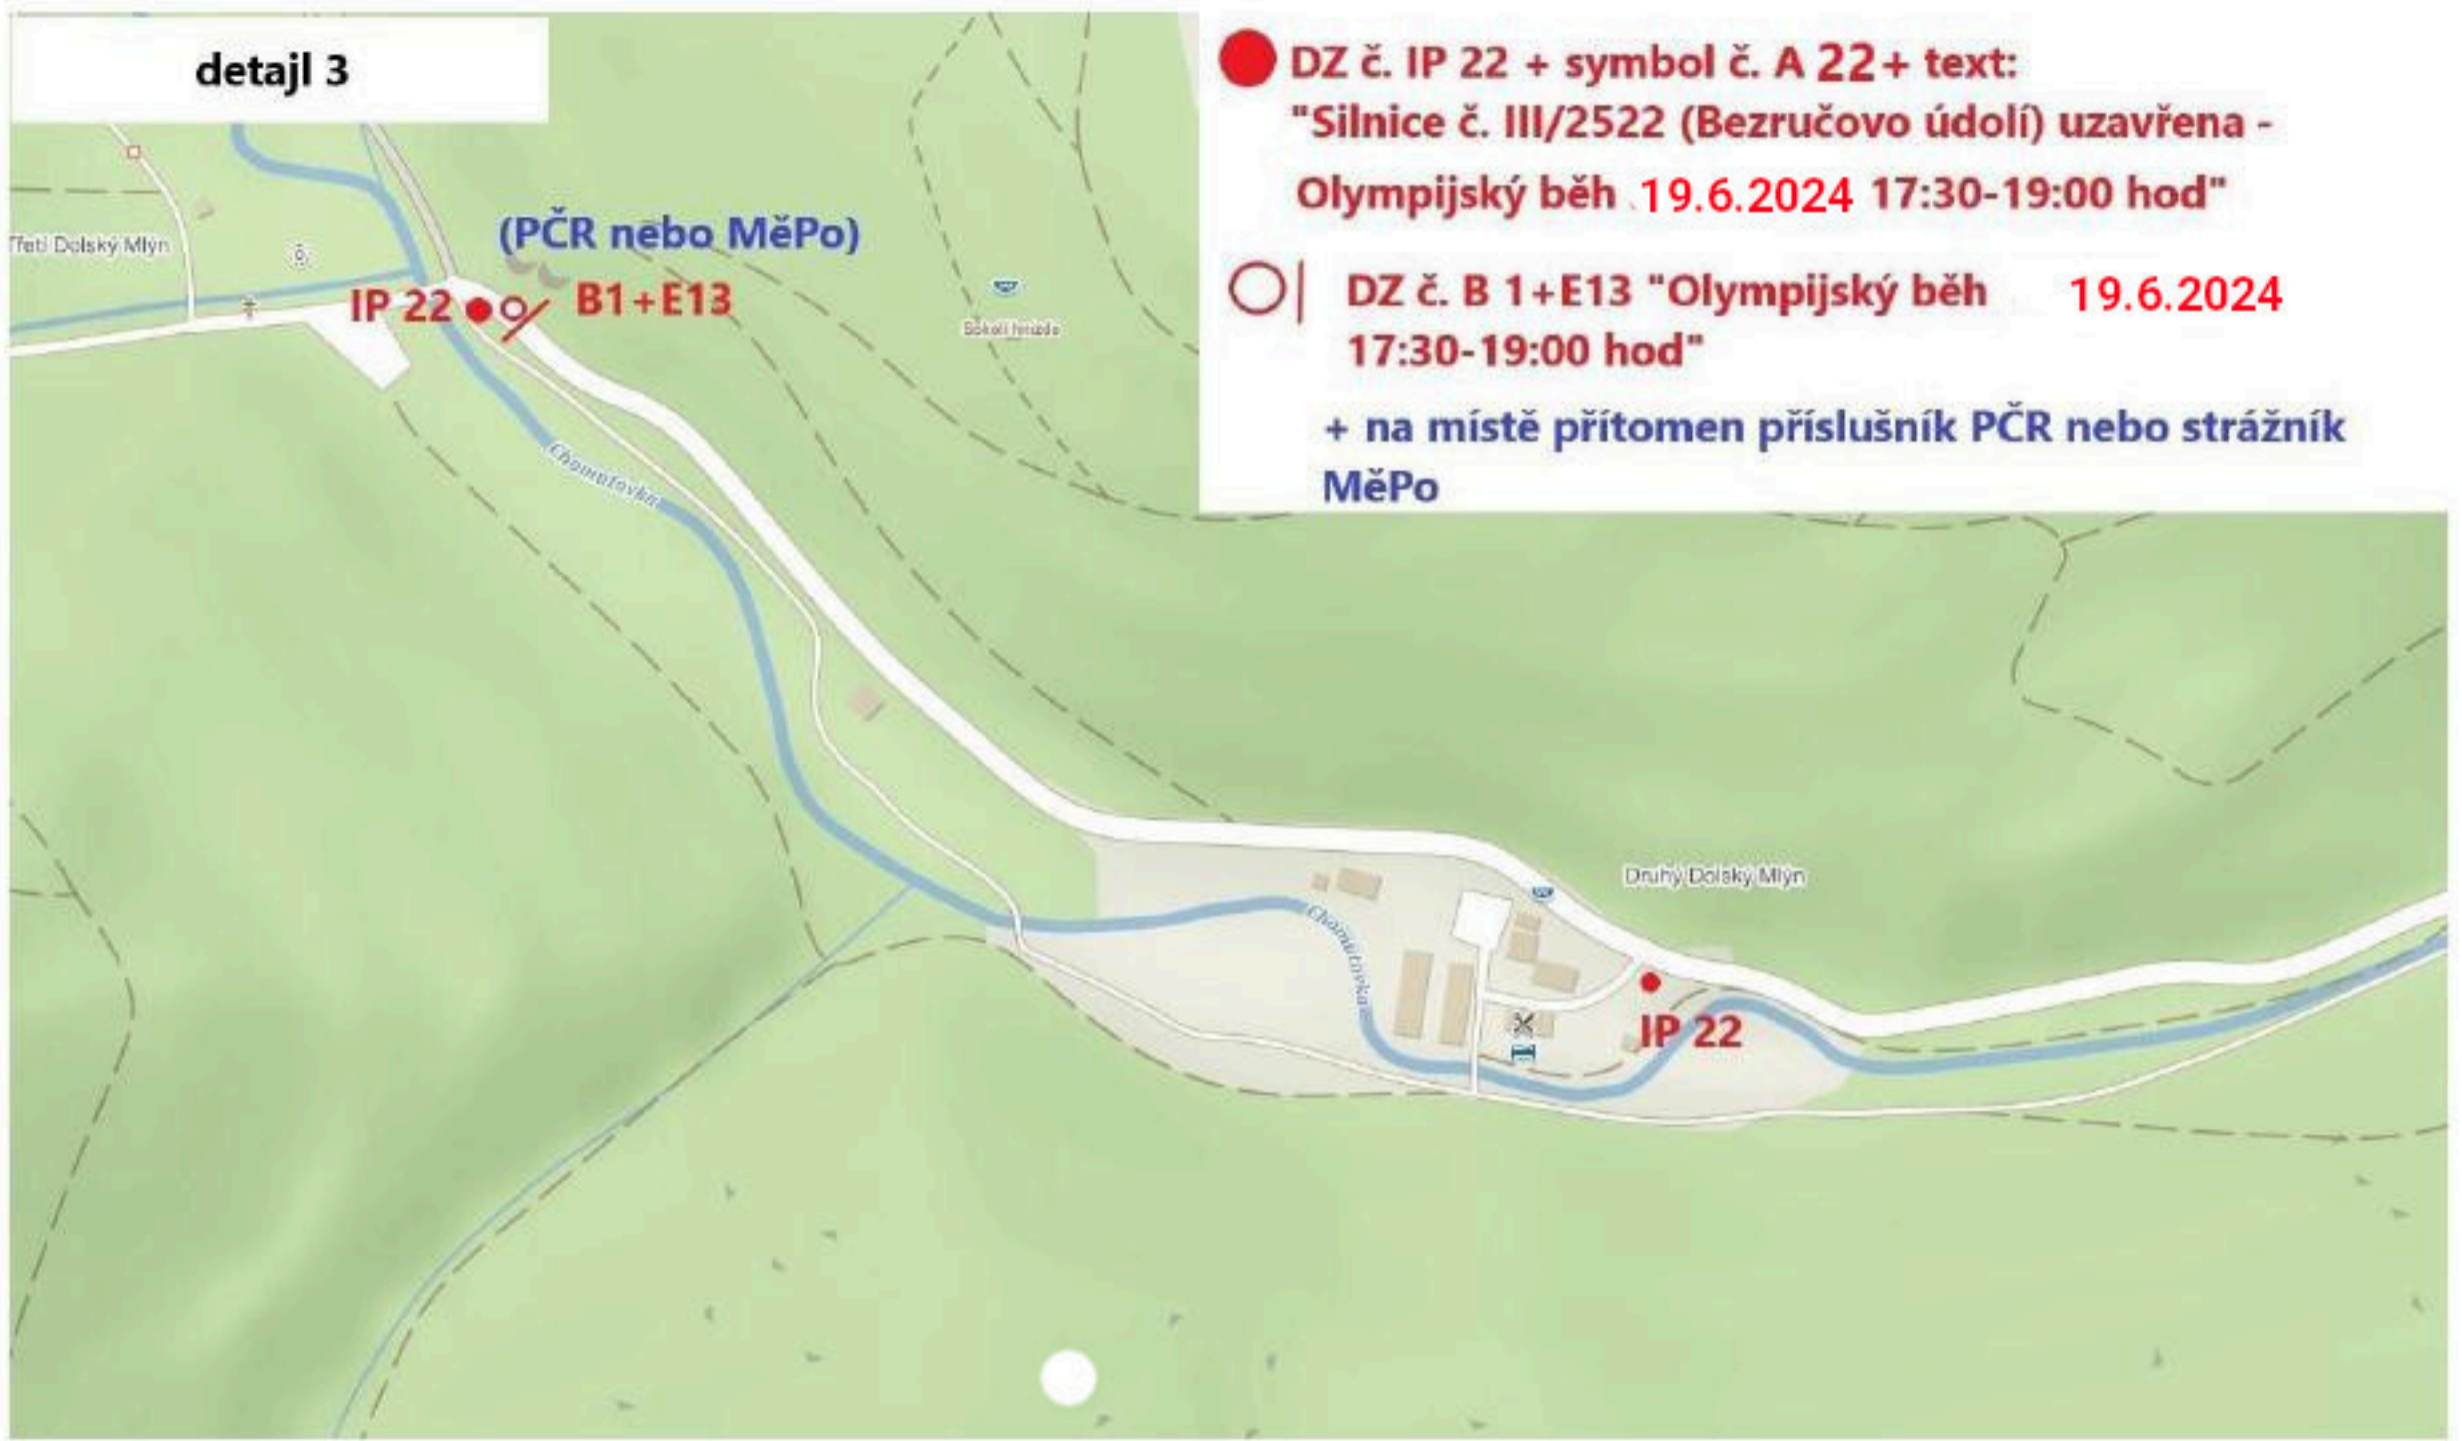 detajl 3
DZ č. IP 22 + symbol č. A 22+ text:
"Silnice č. III/2522 (Bezručovo údolí) uzavřena -
Olympijský běh 19.6.2024 17:30-19:00 hod"
DZ č. B 1+E13 "Olympijský běh 19.6.2024
17:30-19:00 hod"
+ na místě přítomen příslušník PČR nebo strážník
MěPo
(PČR nebo MěPo)
Třetí Dolský Mlýn
IP 22
B1+E13
Sokolí hnízdo
Chomutovka
Druhý Dolský Mlýn
Chomutovka
IP 22